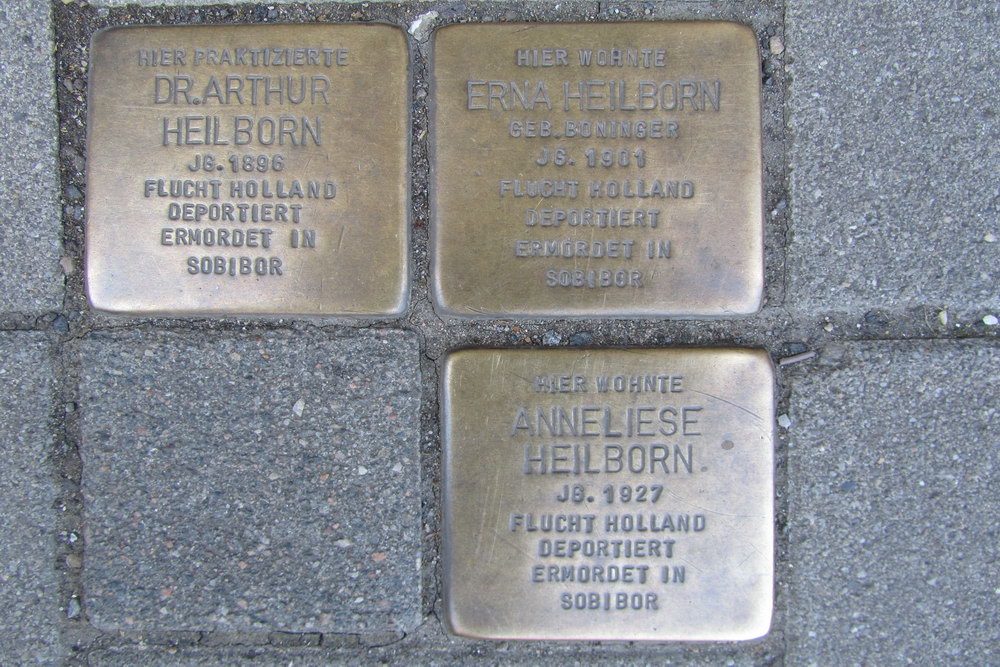 HIER PRAKTIZIERTE
DR. ARTHUR
HEILBORN
JG. 1896
FLUCHT HOLLAND
DEPORTIERT
ERMORDET IN
SOBIBOR
HIER WOHNTE
ERNA HEILBORN
GEB. BONINGER
JG. 1901
FLUCHT HOLLAND
DEPORTIERT
ERMORDET IN
SOBIBOR
HIER WOHNTE
ANNELIESE
HEILBORN
JG. 1927
FLUCHT HOLLAND
DEPORTIERT
ERMORDET IN
SOBIBOR